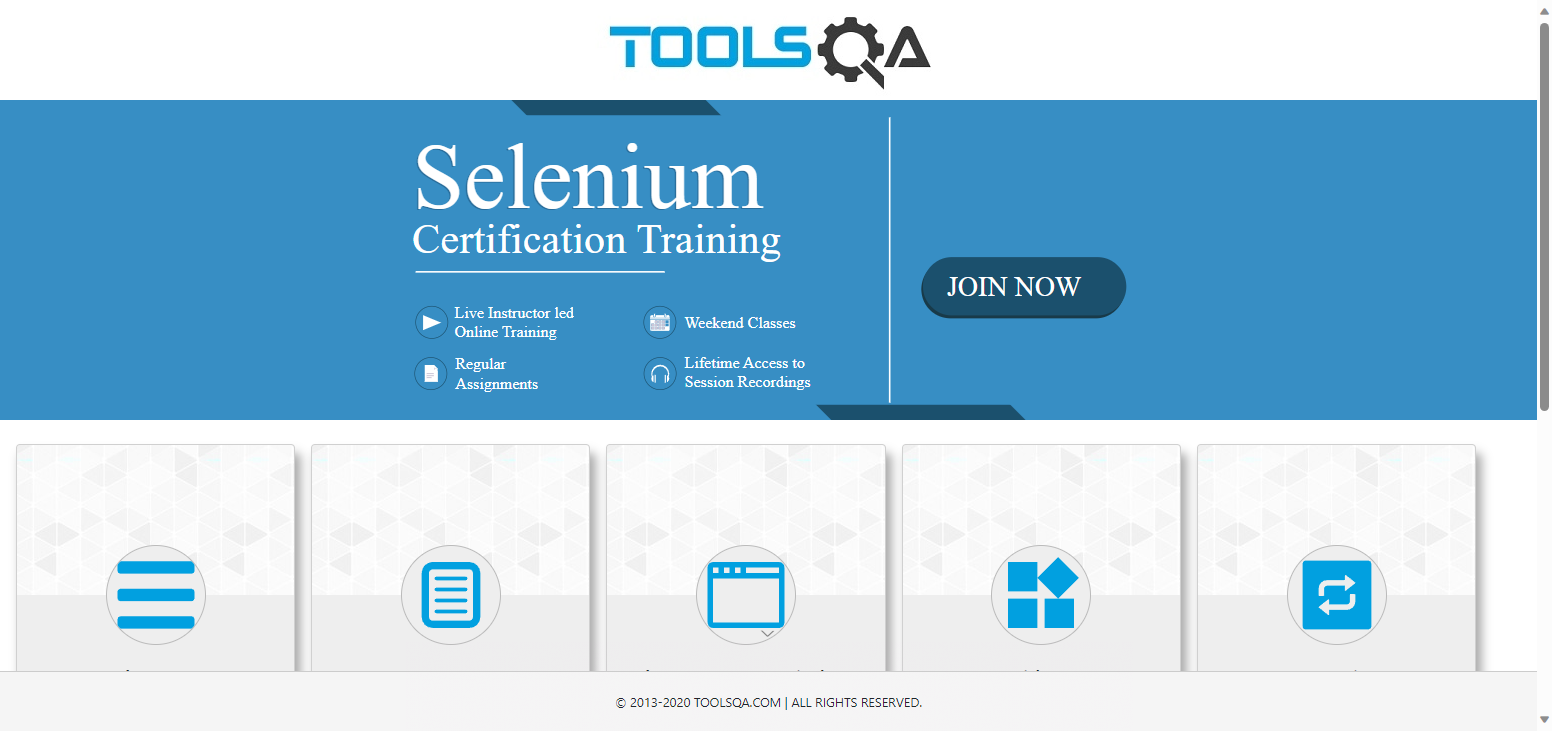 TOOLSQA
Selenium
Certification Training
JOIN NOW
Live Instructor led
Online Training
Weekend Classes
Regular
Assignments
Lifetime Access to
Session Recordings
© 2013-2020 TOOLSQA.COM | ALL RIGHTS RESERVED.